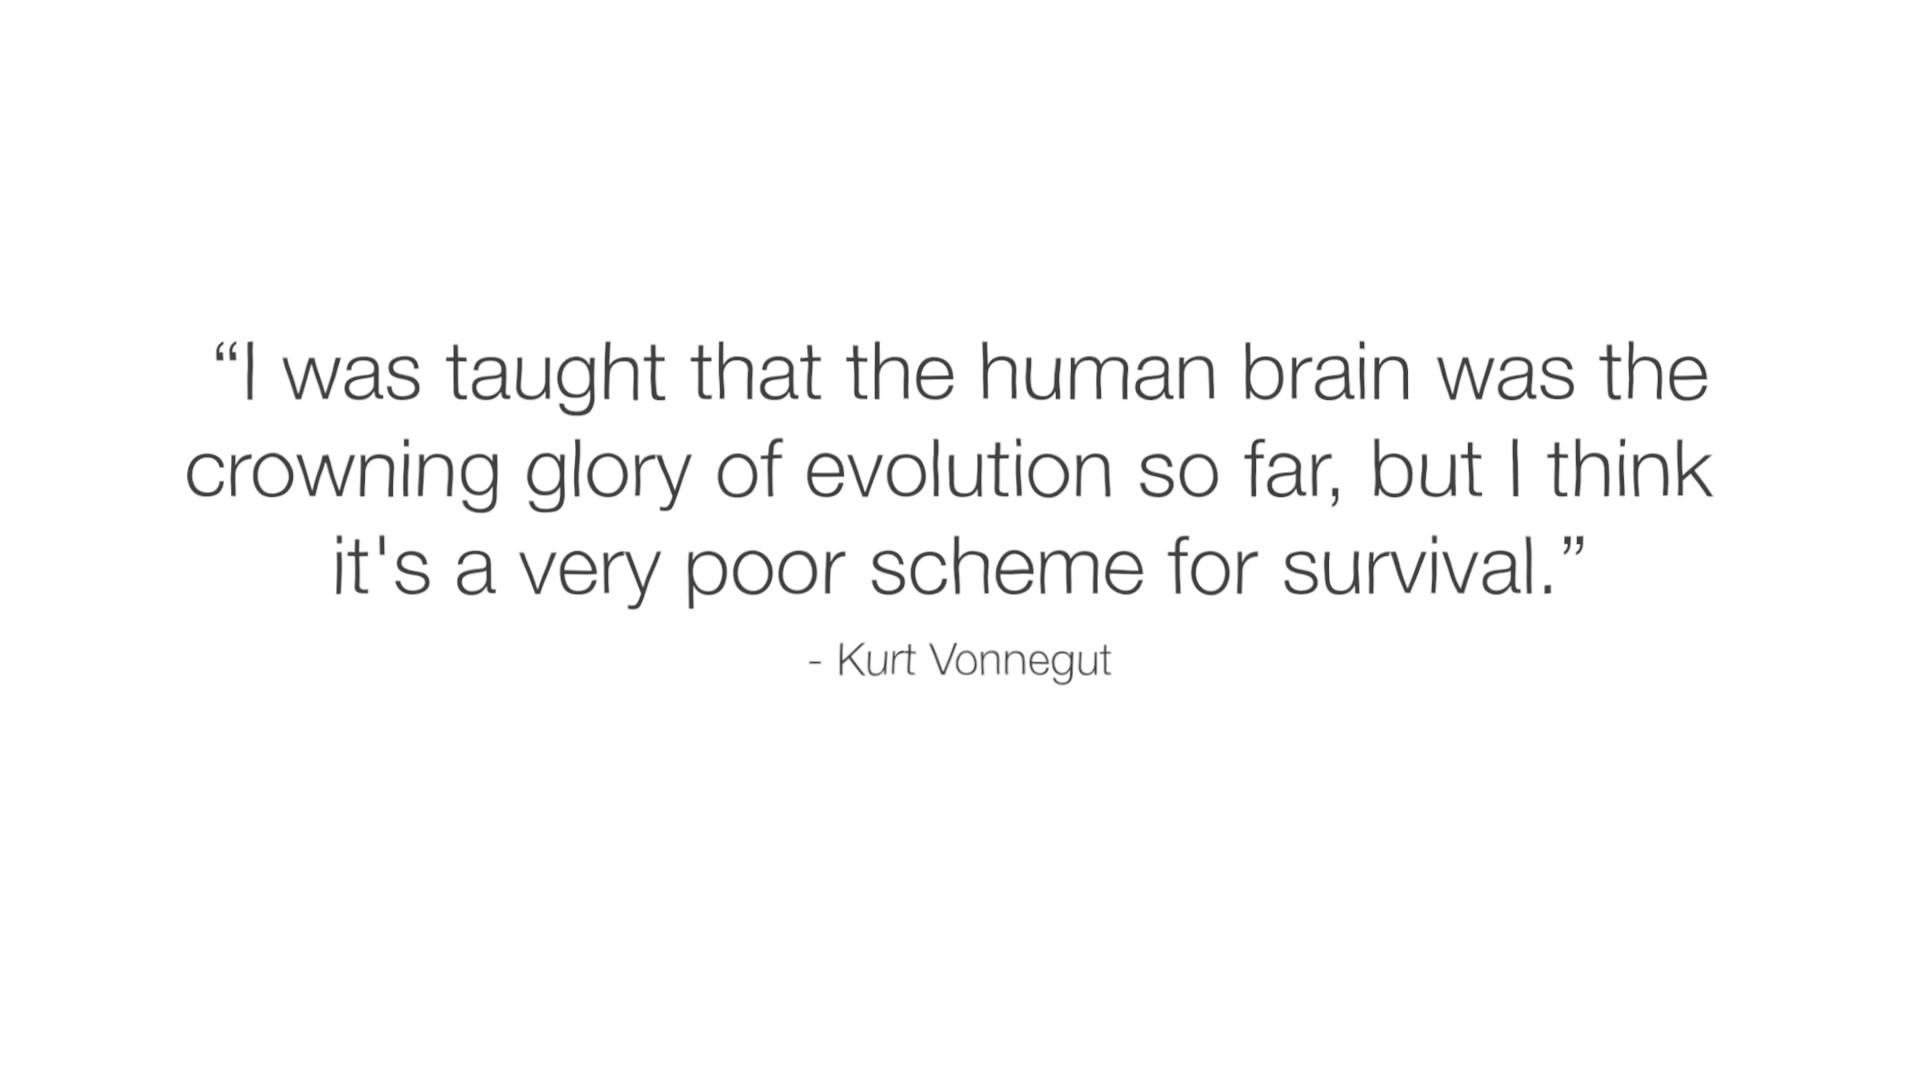 “I was taught that the human brain was the
crowning glory of evolution so far, but I think
it's a very poor scheme for survival.”
- Kurt Vonnegut